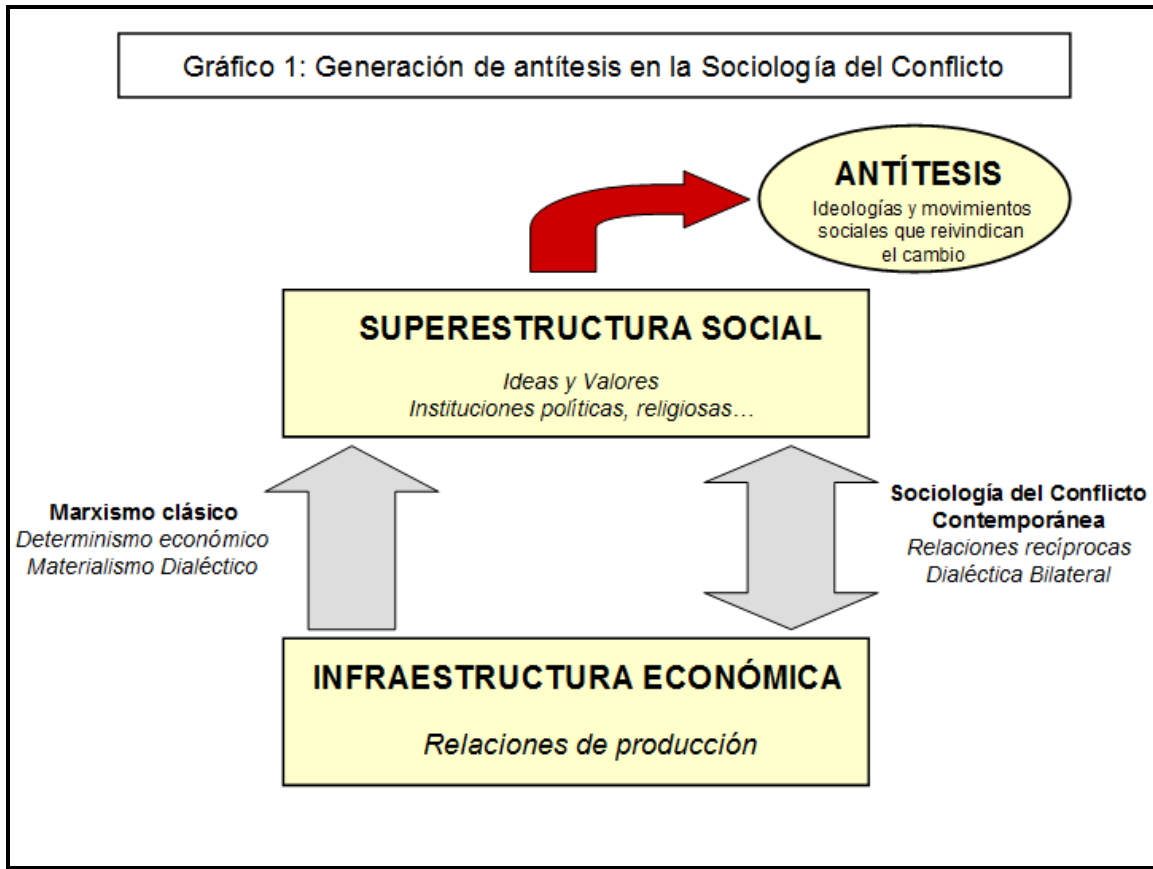 Gráfico 1: Generación de antítesis en la Sociología del Conflicto
ANTÍTESIS
Ideologías y movimientos
sociales que reivindican
el cambio
SUPERESTRUCTURA SOCIAL
Ideas y Valores
Instituciones políticas, religiosas…
Marxismo clásico
Determinismo económico
Materialismo Dialéctico
Sociología del Conflicto
Contemporánea
Relaciones recíprocas
Dialéctica Bilateral
INFRAESTRUCTURA ECONÓMICA
Relaciones de producción